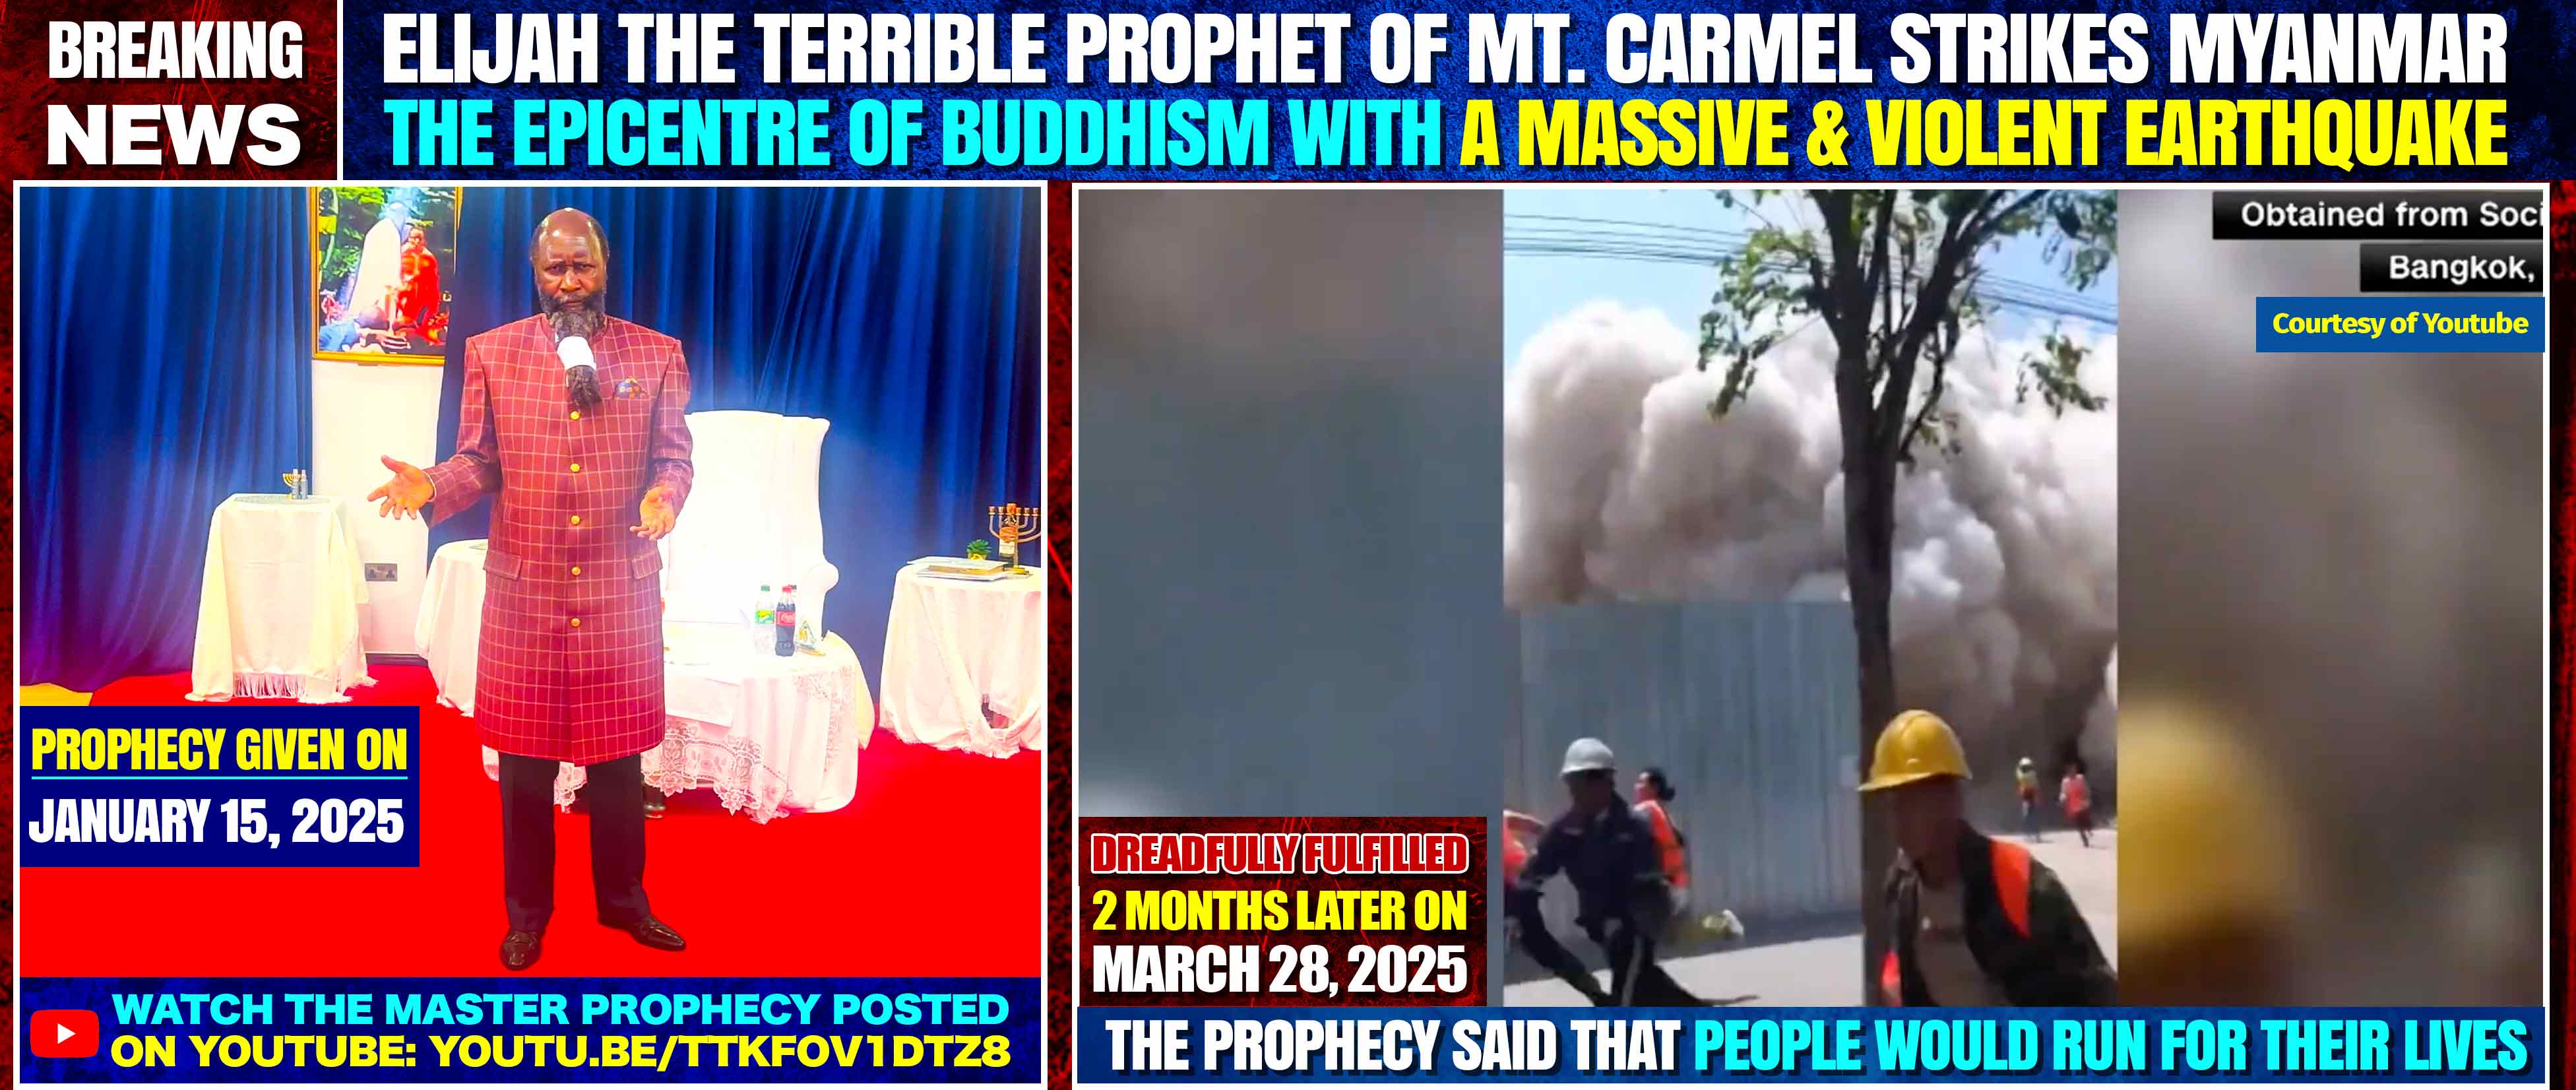 BREAKING
NEWS
ELIJAH THE TERRIBLE PROPHET OF MT. CARMEL STRIKES MYANMAR
THE EPICENTRE OF BUDDHISM WITH A MASSIVE & VIOLENT EARTHQUAKE
PROPHECY GIVEN ON
JANUARY 15, 2025
WATCH THE MASTER PROPHECY POSTED
ON YOUTUBE: YOUTU.BE/TTKFOV1DTZ8
Obtained from Soci
Bangkok,
Courtesy of Youtube
DREADFULLY FULFILLED
2 MONTHS LATER ON
MARCH 28, 2025
THE PROPHECY SAID THAT PEOPLE WOULD RUN FOR THEIR LIVES